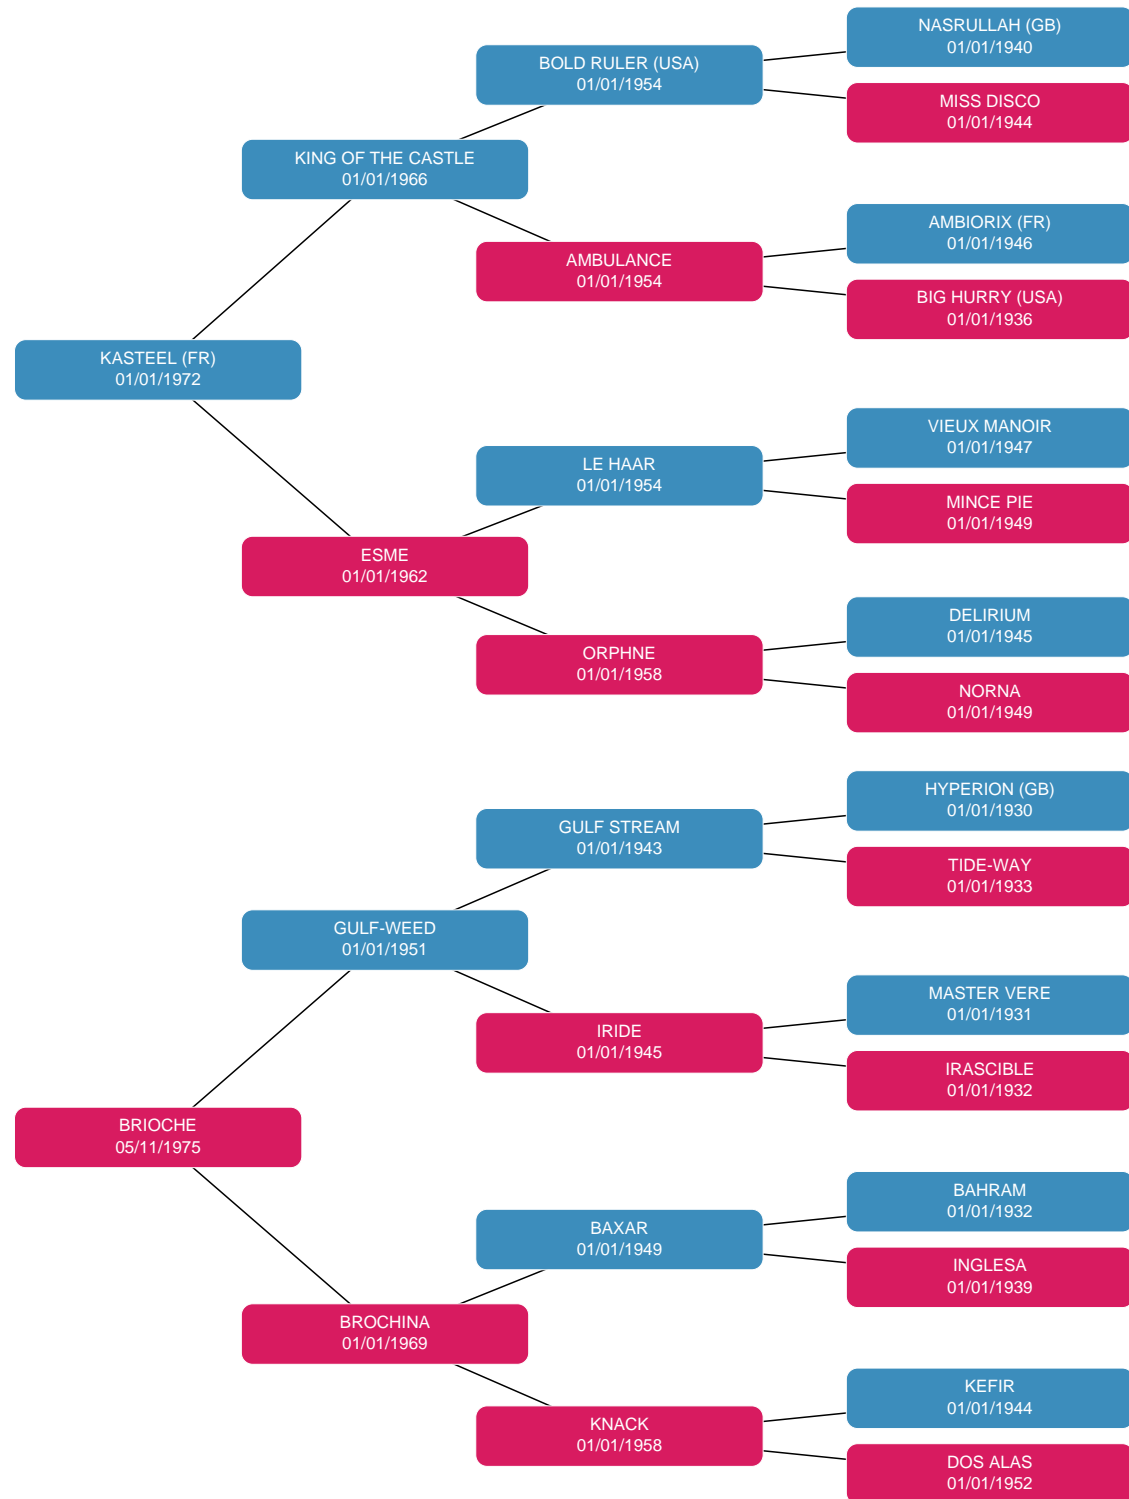 NASRULLAH (GB)
01/01/1940
BOLD RULER (USA)
01/01/1954
MISS DISCO
01/01/1944
KING OF THE CASTLE
01/01/1966
AMBIORIX (FR)
01/01/1946
AMBULANCE
01/01/1954
BIG HURRY (USA)
01/01/1936
KASTEEL (FR)
01/01/1972
VIEUX MANOIR
01/01/1947
LE HAAR
01/01/1954
MINCE PIE
01/01/1949
ESME
01/01/1962
DELIRIUM
01/01/1945
ORPHNE
01/01/1958
NORNA
01/01/1949
HYPERION (GB)
01/01/1930
GULF STREAM
01/01/1943
TIDE-WAY
01/01/1933
GULF-WEED
01/01/1951
MASTER VERE
01/01/1931
IRIDE
01/01/1945
IRASCIBLE
01/01/1932
BRIOCHE
05/11/1975
BAHRAM
01/01/1932
BAXAR
01/01/1949
INGLESA
01/01/1939
BROCHINA
01/01/1969
KEFIR
01/01/1944
KNACK
01/01/1958
DOS ALAS
01/01/1952